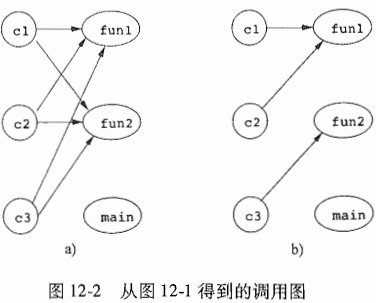 c1 fun1 c1 fun1
c2 fun2 c2 fun2
c3 main c3 main
a) b)
图 12-2 从图 12-1 得到的调用图